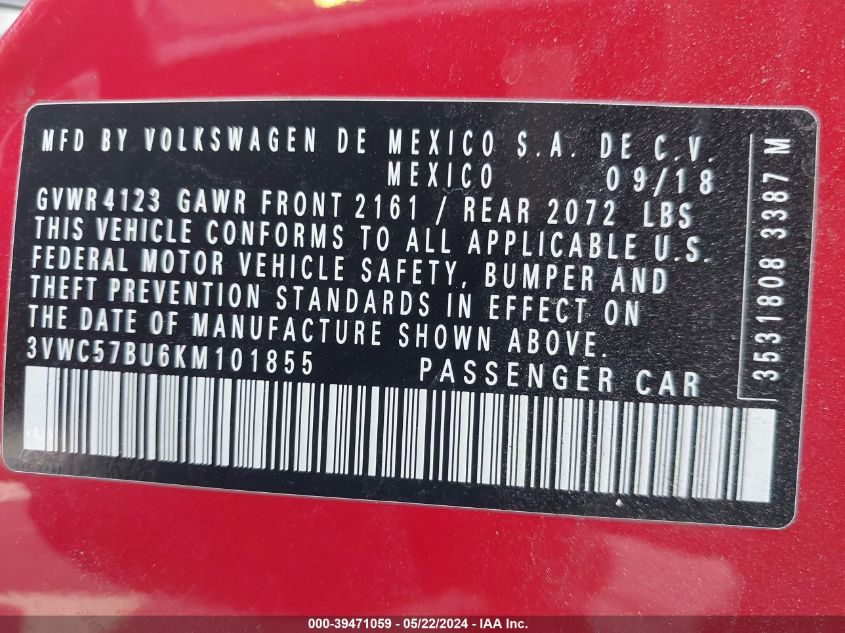 MFD BY VOLKSWAGEN DE MEXICO S.A. DE C.V.
MEXICO 09/18
GVWR 4123 GAWR FRONT 2161 / REAR 2072 LBS
THIS VEHICLE CONFORMS TO ALL APPLICABLE U.S.
FEDERAL MOTOR VEHICLE SAFETY, BUMPER AND
THEFT PREVENTION STANDARDS IN EFFECT ON
THE DATE OF MANUFACTURE SHOWN ABOVE.
3VWC57BU6KM101855 PASSENGER CAR
3531808 3387 M
000-39471059 - 05/22/2024 - IAA Inc.